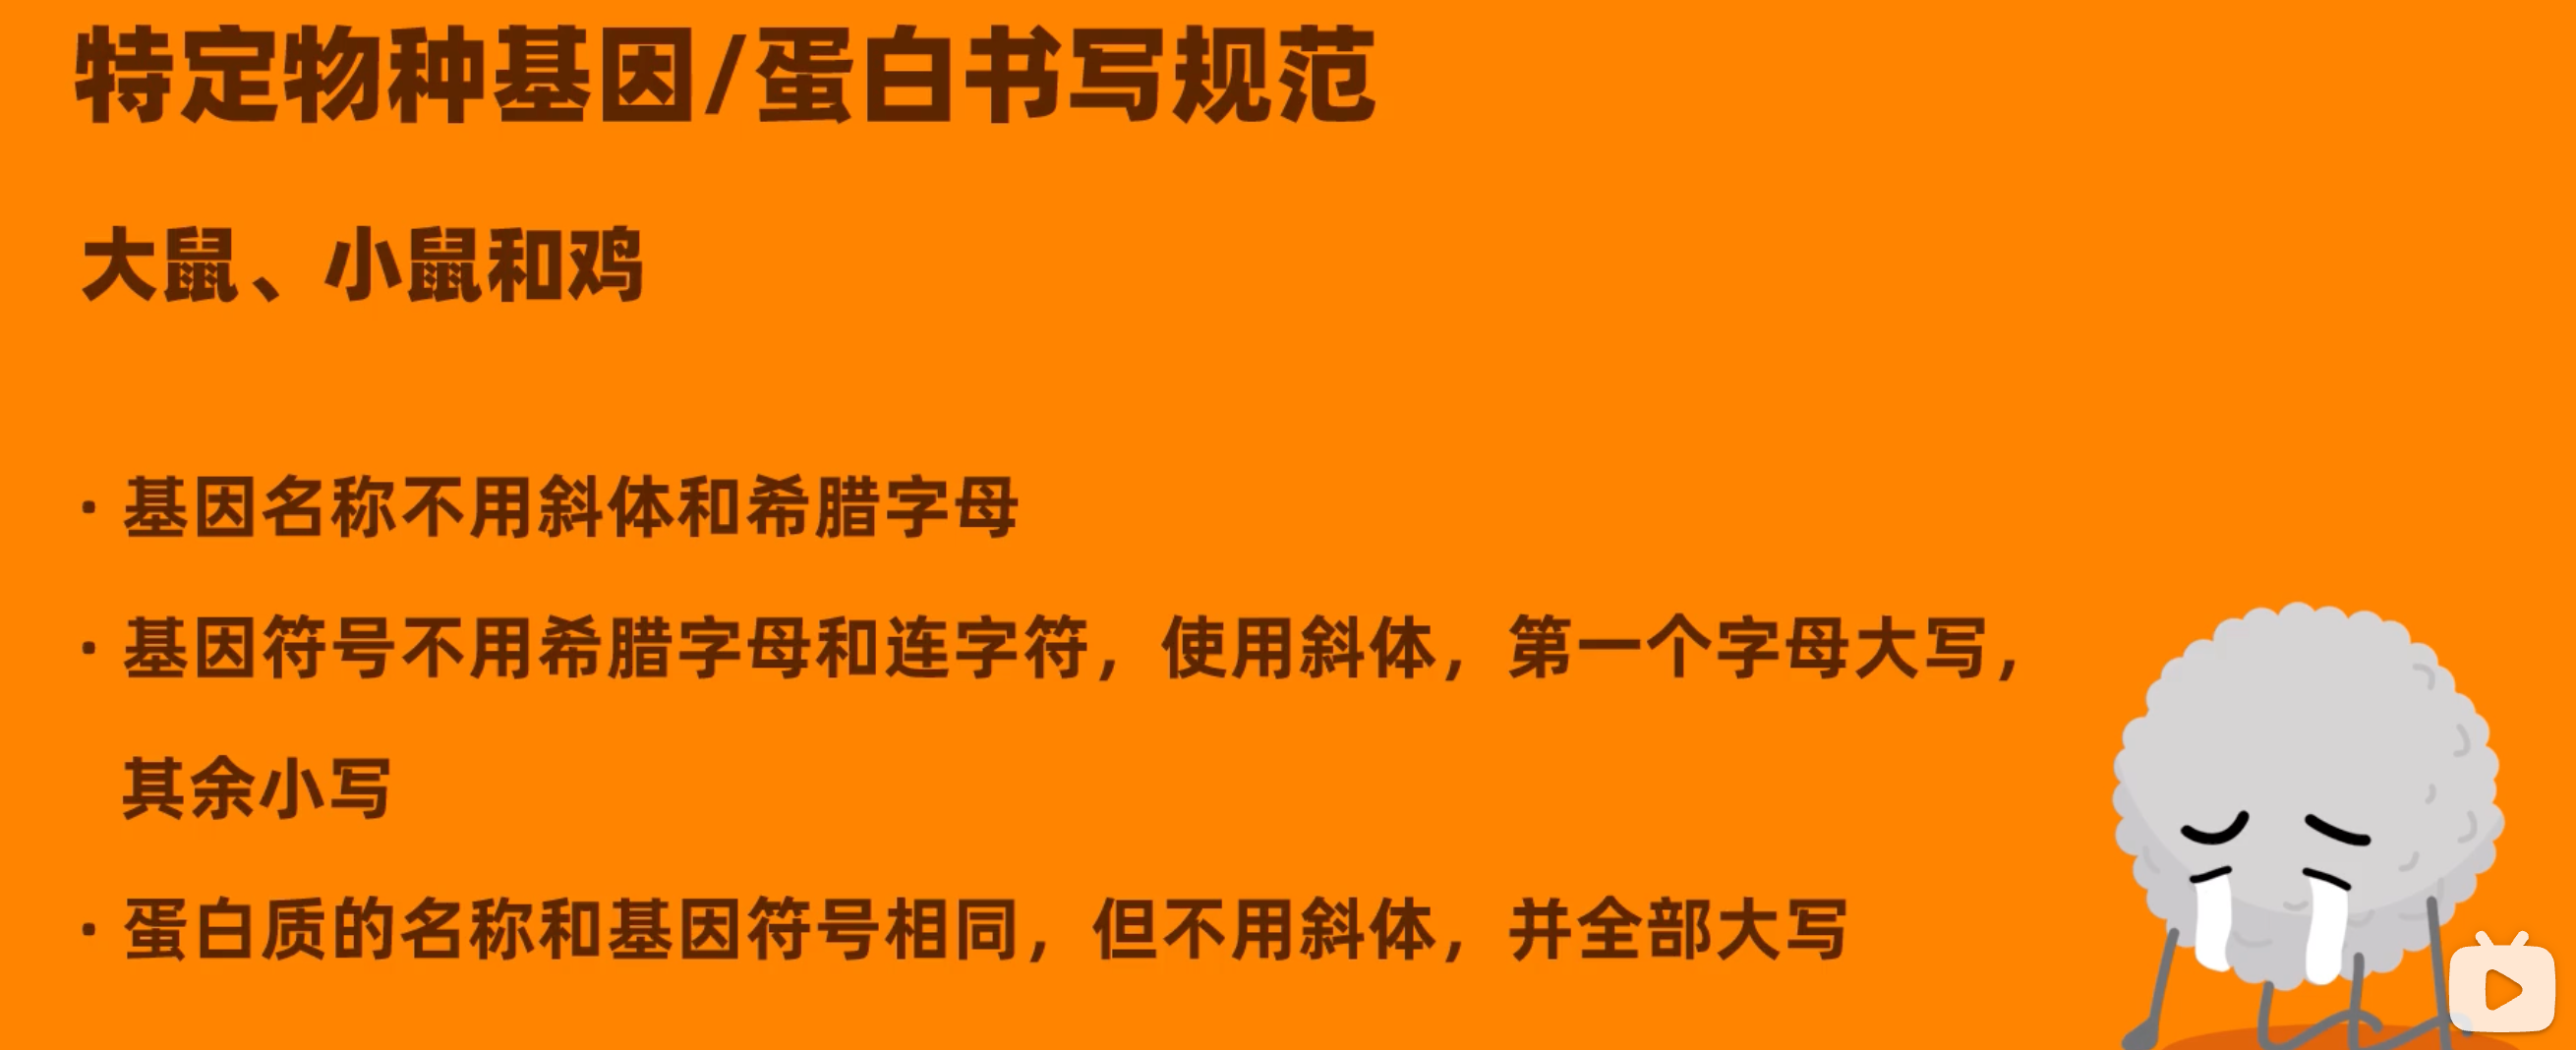 特定物种基因/蛋白书写规范
大鼠、小鼠和鸡
· 基因名称不用斜体和希腊字母
· 基因符号不用希腊字母和连字符，使用斜体，第一个字母大写，
其余小写
· 蛋白质的名称和基因符号相同，但不用斜体，并全部大写